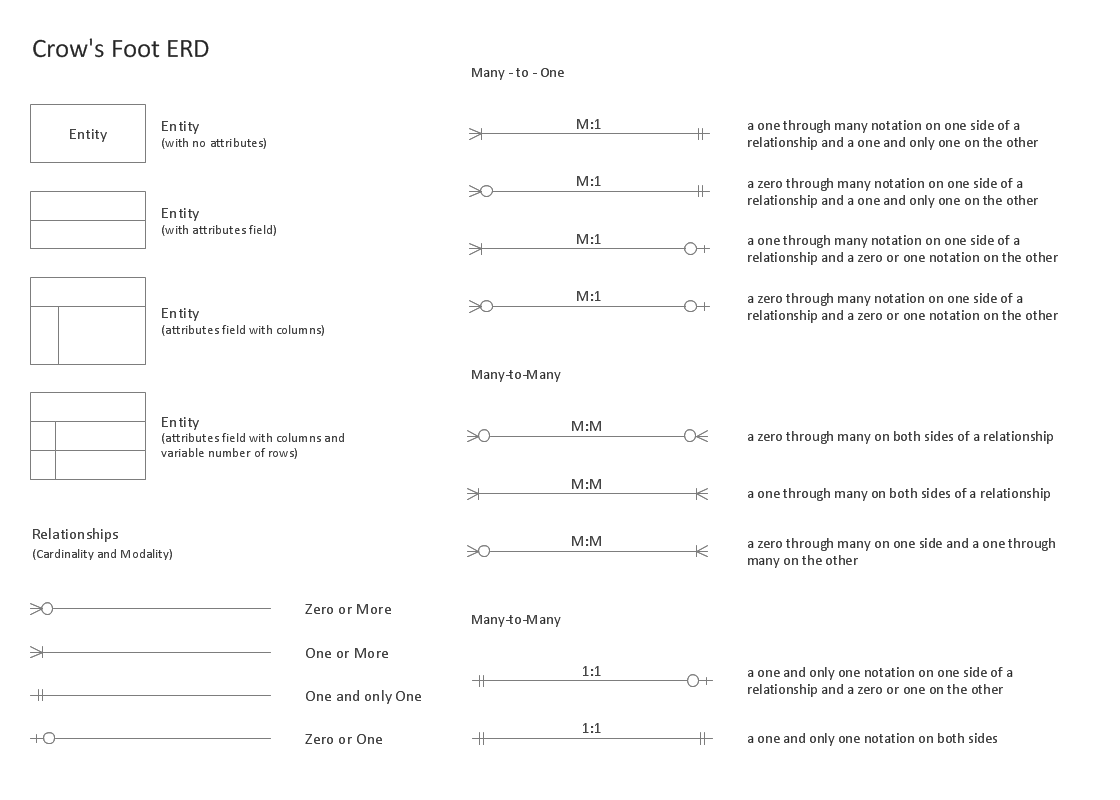 Crow's Foot ERD
Entity
Entity
(with no attributes)
Entity
(with attributes field)
Entity
(attributes field with columns)
Entity
(attributes field with columns and
variable number of rows)
Relationships
(Cardinality and Modality)
Zero or More
One or More
One and only One
Zero or One
Many - to - One
M:1
a one through many notation on one side of a
relationship and a one and only one on the other
M:1
a zero through many notation on one side of a
relationship and a one and only one on the other
M:1
a one through many notation on one side of a
relationship and a zero or one notation on the other
M:1
a zero through many notation on one side of a
relationship and a zero or one notation on the other
Many-to-Many
M:M
a zero through many on both sides of a relationship
M:M
a one through many on both sides of a relationship
M:M
a zero through many on one side and a one through
many on the other
Many-to-Many
1:1
a one and only one notation on one side of a
relationship and a zero or one on the other
1:1
a one and only one notation on both sides